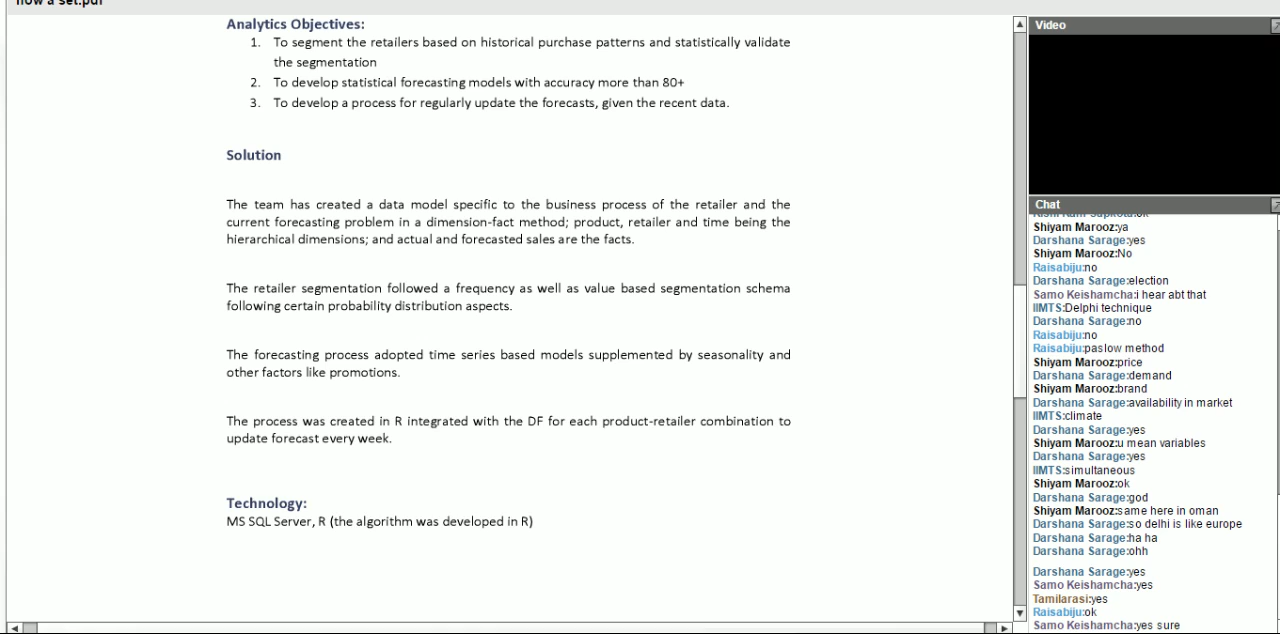 now a set.pdf
Analytics Objectives:
1. To segment the retailers based on historical purchase patterns and statistically validate
the segmentation
2. To develop statistical forecasting models with accuracy more than 80+
3. To develop a process for regularly update the forecasts, given the recent data.
Solution
The team has created a data model specific to the business process of the retailer and the
current forecasting problem in a dimension-fact method; product, retailer and time being the
hierarchical dimensions; and actual and forecasted sales are the facts.
The retailer segmentation followed a frequency as well as value based segmentation schema
following certain probability distribution aspects.
The forecasting process adopted time series based models supplemented by seasonality and
other factors like promotions.
The process was created in R integrated with the DF for each product-retailer combination to
update forecast every week.
Technology:
MS SQL Server, R (the algorithm was developed in R)
Video
Chat
Shiyam Marooz:ya
Darshana Sarage:yes
Shiyam Marooz:No
Raisabiju:no
Darshana Sarage:election
Samo Keishamcha:i hear abt that
IIMTS:Delphi technique
Darshana Sarage:no
Raisabiju:no
Raisabiju:paslow method
Shiyam Marooz:price
Darshana Sarage:demand
Shiyam Marooz:brand
Darshana Sarage:availability in market
IIMTS:climate
Darshana Sarage:yes
Shiyam Marooz:u mean variables
Darshana Sarage:yes
IIMTS:simultaneous
Shiyam Marooz:ok
Darshana Sarage:god
Shiyam Marooz:same here in oman
Darshana Sarage:so delhi is like europe
Darshana Sarage:ha ha
Darshana Sarage:ohh
Darshana Sarage:yes
Samo Keishamcha:yes
Tamilarasi:yes
Raisabiju:ok
Samo Keishamcha:yes sure